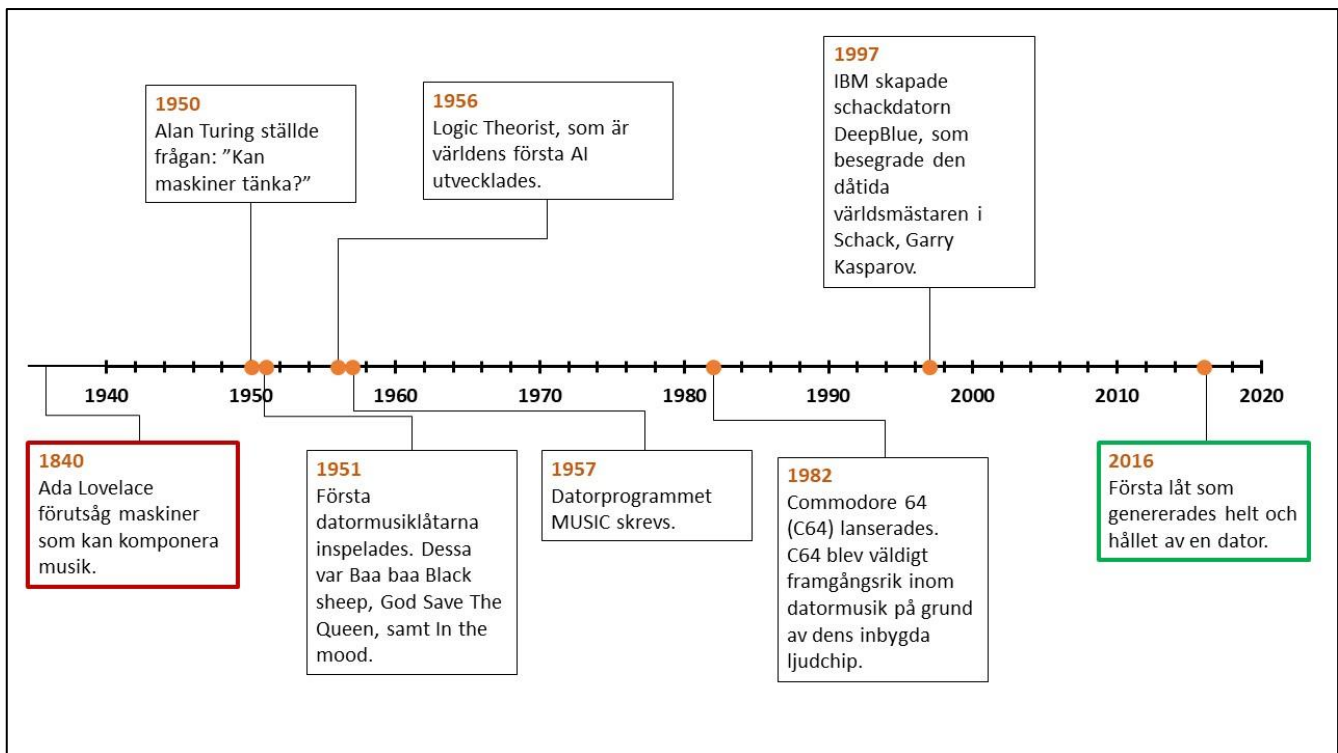 1950
Alan Turing ställde
frågan: ”Kan
maskiner tänka?”
1956
Logic Theorist, som är
världens första AI
utvecklades.
1997
IBM skapade
schackdatorn
DeepBlue, som
besegrade den
dåtida
världsmästaren i
Schack, Garry
Kasparov.
1940 1950 1960 1970 1980 1990 2000 2010 2020
1840
Ada Lovelace
förutsåg maskiner
som kan komponera
musik.
1951
Första
datormusiklåtarna
inspelades. Dessa
var Baa baa Black
sheep, God Save The
Queen, samt In the
mood.
1957
Datorprogrammet
MUSIC skrevs.
1982
Commodore 64
(C64) lanserades.
C64 blev väldigt
framgångsrik inom
datormusik på grund
av dens inbygda
ljudchip.
2016
Första låt som
genererades helt och
hållet av en dator.